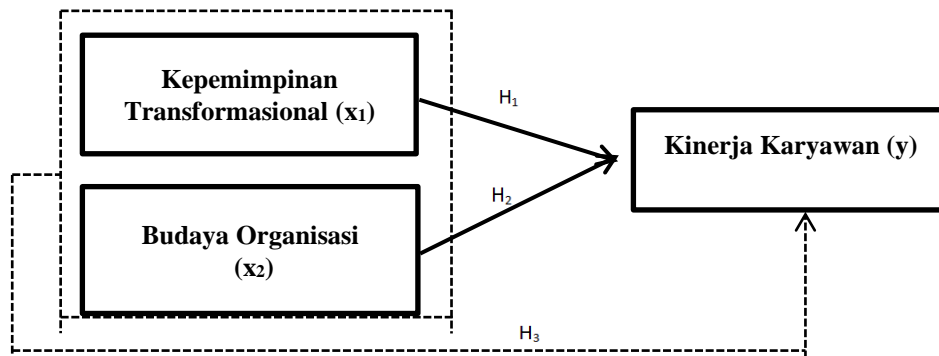 Kepemimpinan
Transformasional (x₁)
H₁
Kinerja Karyawan (y)
H₂
Budaya Organisasi
(x₂)
H₃